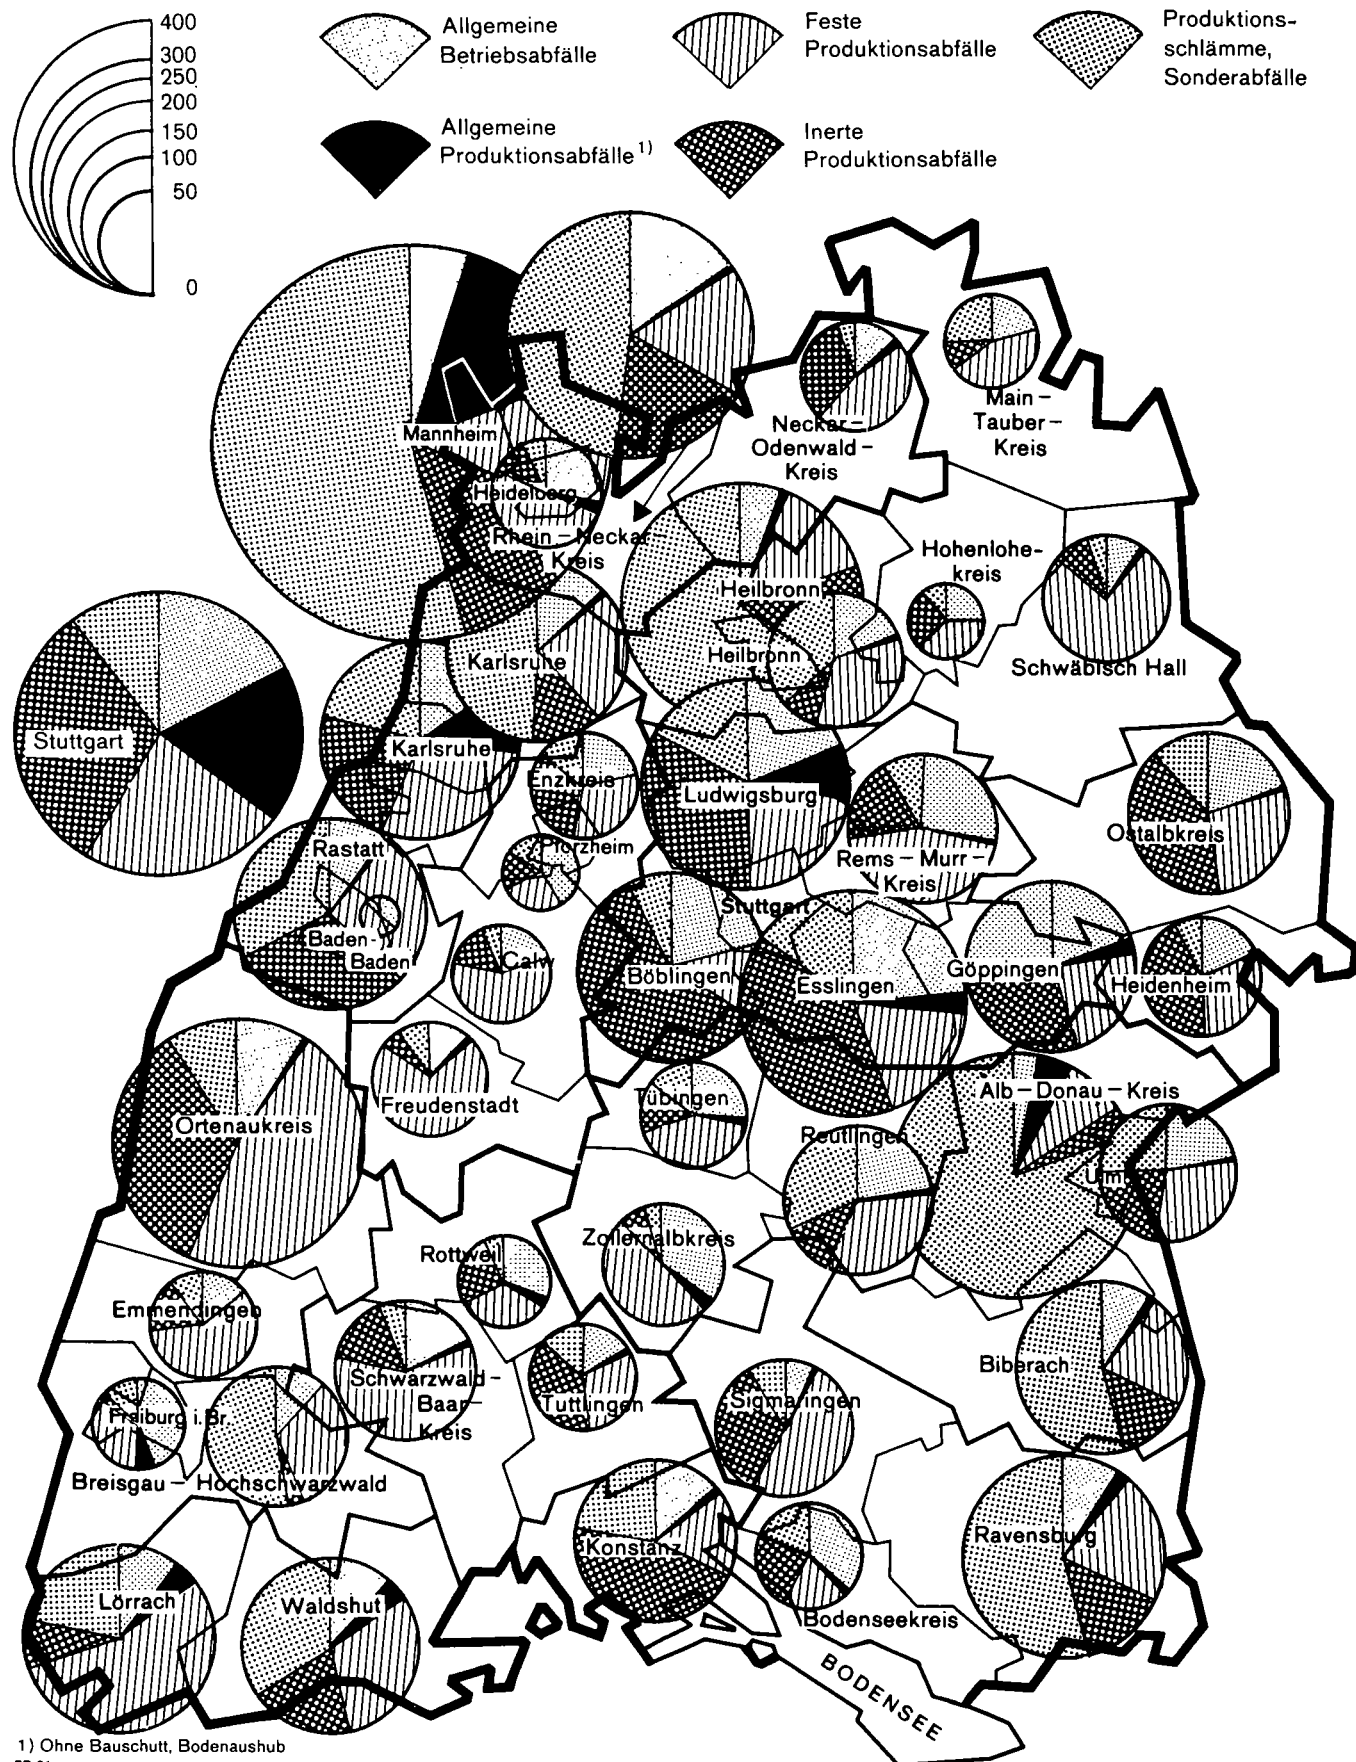 400
300
250
200
150
100
50
0
Allgemeine
Betriebsabfälle
Feste
Produktionsabfälle
Produktions-
schlämme,
Sonderabfälle
Allgemeine
Produktionsabfälle 1)
Inerte
Produktionsabfälle
Mannheim
Heidelberg
Rhein-Neckar-
Kreis
Neckar-
Odenwald-
Kreis
Main-
Tauber-
Kreis
Hohenlohe-
kreis
Schwäbisch Hall
Heilbronn
Heilbronn
Karlsruhe
Karlsruhe
Stuttgart
Enzkreis
Pforzheim
Ludwigsburg
Rems-Murr-
Kreis
Ostalbkreis
Rastatt
Baden-
Baden
Calw
Stuttgart
Böblingen
Esslingen
Göppingen
Heidenheim
Freudenstadt
Ortenaukreis
Tübingen
Reutlingen
Alb-Donau-Kreis
Ulm
Rottweil
Zollernalbkreis
Emmendingen
Schwarzwald-
Baar-
Kreis
Tuttlingen
Sigmaringen
Biberach
Freiburg i. Br.
Breisgau-Hochschwarzwald
Konstanz
Ravensburg
Lörrach
Waldshut
Bodenseekreis
BODENSEE
1) Ohne Bauschutt, Bodenaushub